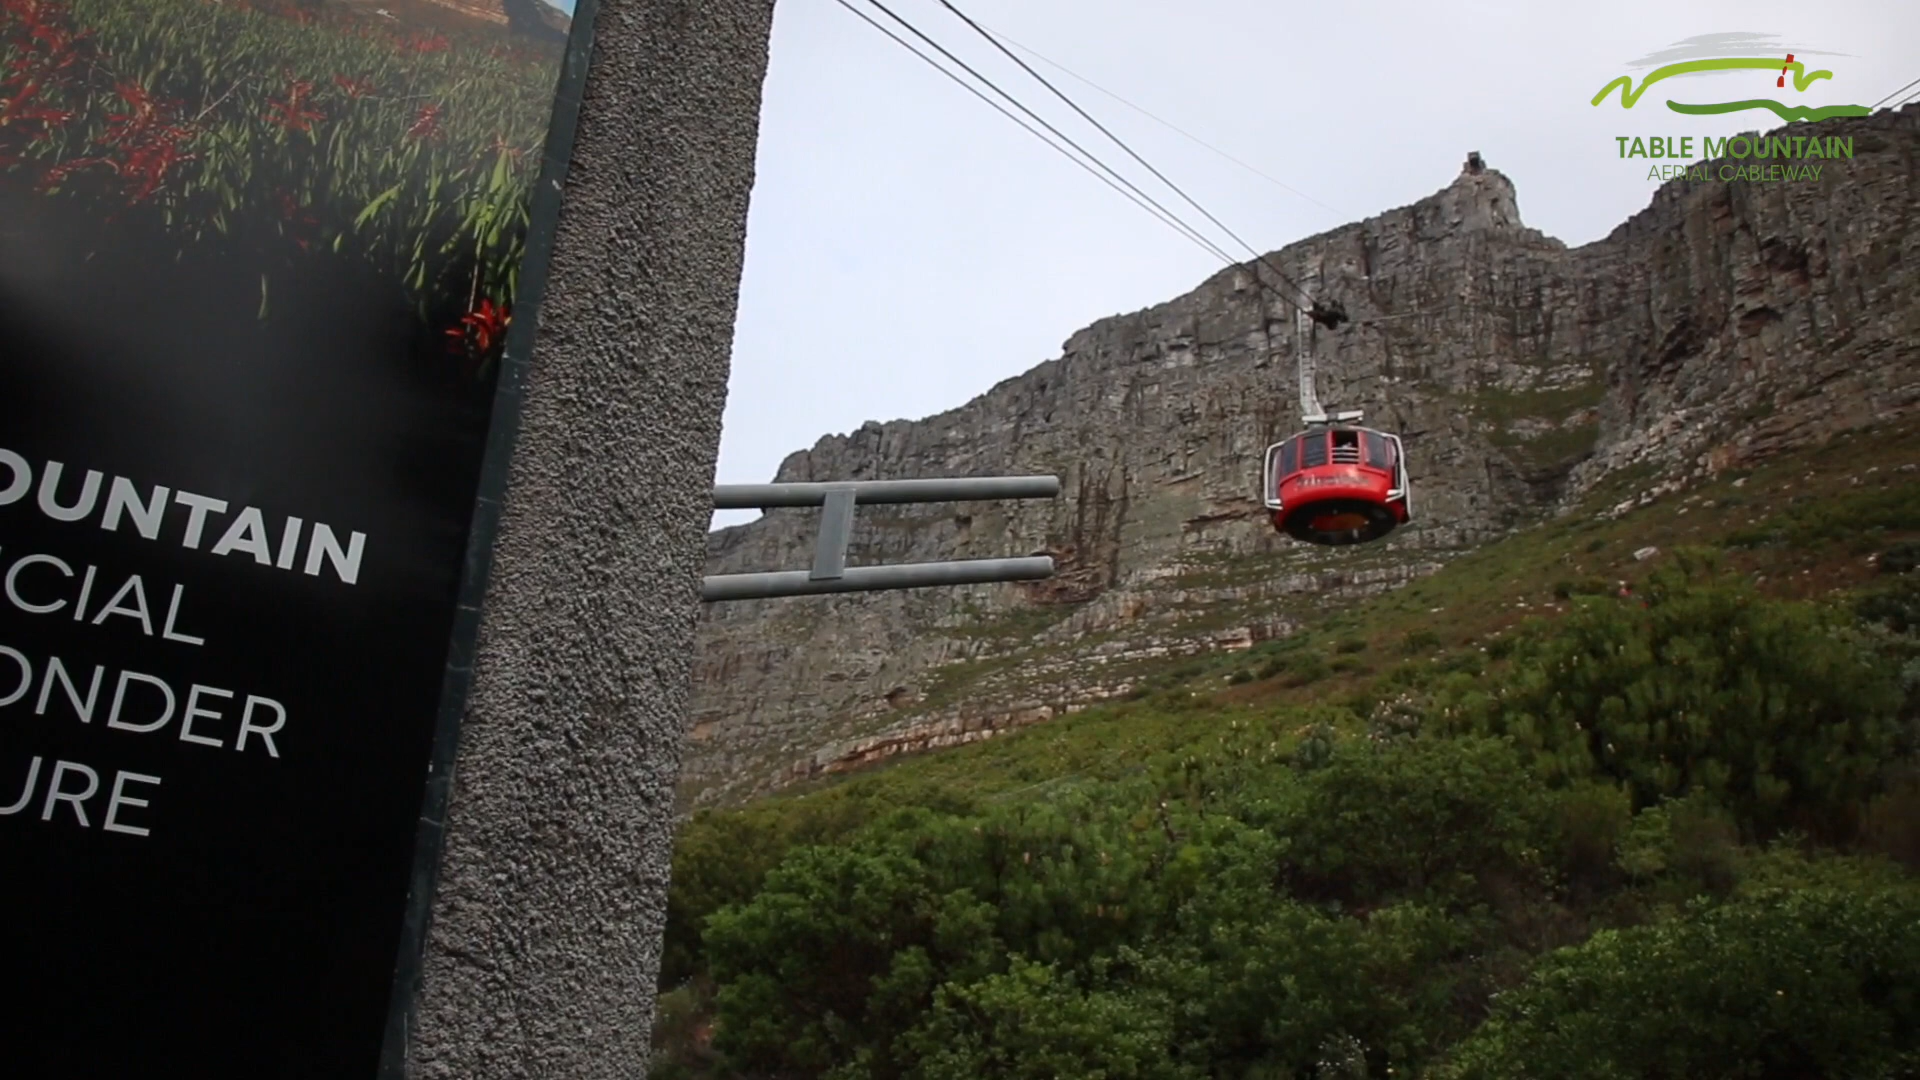 OUNTAIN
CIAL
ONDER
URE
TABLE MOUNTAIN
AERIAL CABLEWAY